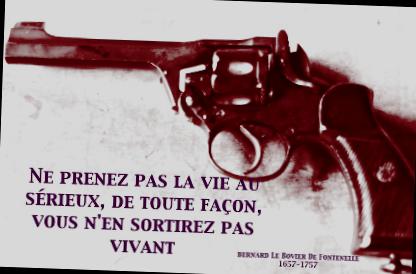 Ne prenez pas la vie au
sérieux, de toute façon,
vous n'en sortirez pas
vivant
Bernard Le Bovier De Fontenelle
1657-1757